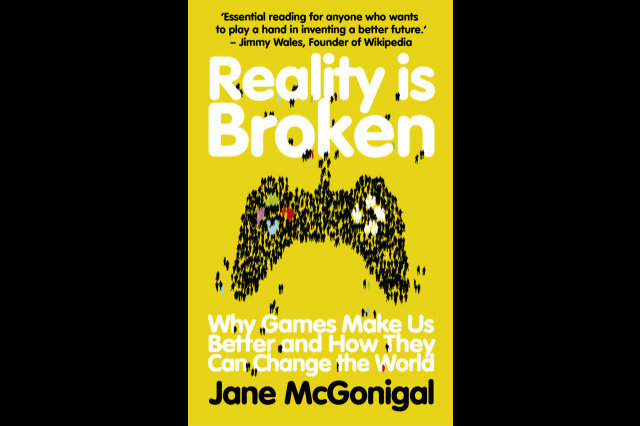 ‘Essential reading for anyone who wants
to play a hand in inventing a better future.’
– Jimmy Wales, Founder of Wikipedia
Reality is
Broken
Why Games Make Us
Better and How They
Can Change the World
Jane McGonigal